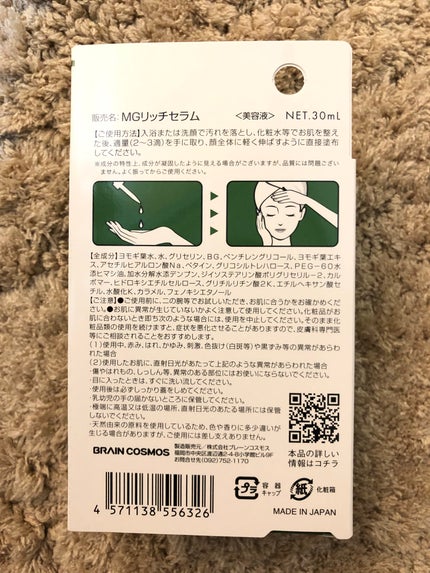 販売名: MGリッチセラム 〈美容液〉 NET.30mL
【ご使用方法】入浴または洗顔で汚れを落とし、化粧水等でお肌を整え
た後、適量(2〜3滴)を手に取り、顔全体に軽く伸ばすように直接塗布
してください。
※成分の特性上、成分が凝固したように見える場合がございますが、品質には問題ござい
ません。よく振ってからご使用ください。
【全成分】ヨモギ葉水、水、グリセリン、BG、ペンチレングリコール、ヨモギ葉エキ
ス、アセチルヒアルロン酸Na、ベタイン、グリコシルトレハロース、PEG-60水
添ヒマシ油、加水分解水添デンプン、ジイソステアリン酸ポリグリセリル-2、カル
ボマー、ヒドロキシエチルセルロース、グリチルリチン酸2K、エチルヘキサン酸セ
チル、水酸化K、カラメル、フェノキシエタノール
【ご注意】●ご使用前に、二の腕等でお試しいただき、お肌に合うかをお確かめくだ
さい。●お肌に異常が生じていないかよく注意して使用してください。化粧品がお
肌に合わないとき即ち次のような場合には、使用を中止してください。そのまま化
粧品類の使用を続けますと、症状を悪化させることがありますので、皮膚科専門医
等にご相談されることをおすすめします。
(1)使用中、赤み、はれ、かゆみ、刺激、色抜け(白斑等)や黒ずみ等の異常があらわ
れた場合
(2)使用したお肌に、直射日光があたって上記のような異常があらわれた場合
・傷やはれもの、しっしん等、異常のある部位にはお使いにならないでください。
・目に入ったときは、すぐに洗い流してください。
・使用後は必ずしっかり蓋をしめてください。
・乳幼児の手の届かないところに保管してください。
・極端に高温又は低温の場所、直射日光のあたる場所には保管
しないでください。
・天然由来の原料を使用しているため、色や香りに多少違いが
生じる場合がありますが、ご使用には差し支えありません。
BRAIN COSMOS
製造販売元/株式会社ブレーンコスモス
福岡市中央区渡辺通2-4-8小学館ビル9F
お問合せ先(092)752-1170
本品の詳しい
情報はコチラ
4 571138 556326
プラ
容器
キャップ
紙
化粧箱
MADE IN JAPAN